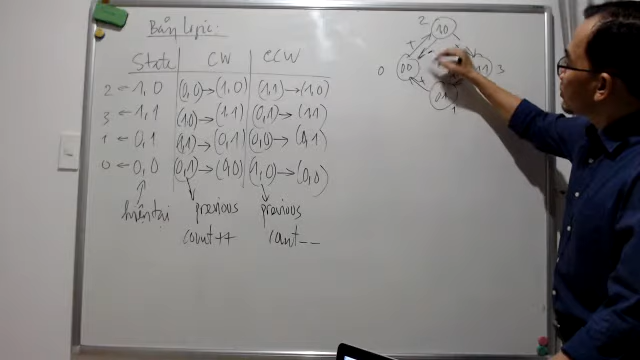 Bảng logic:
State CW CCW
2 ← 1, 0 (0,0)→(1,0) (1,1)→(1,0)
3 ← 1, 1 (1,0)→(1,1) (0,1)→(1,1)
1 ← 0, 1 (1,1)→(0,1) (0,0)→(0,1)
0 ← 0, 0 (0,1)→(0,0) (1,0)→(0,0)
hiện tại previous previous
count++ count--
2 10
0 00 11 3
01
1